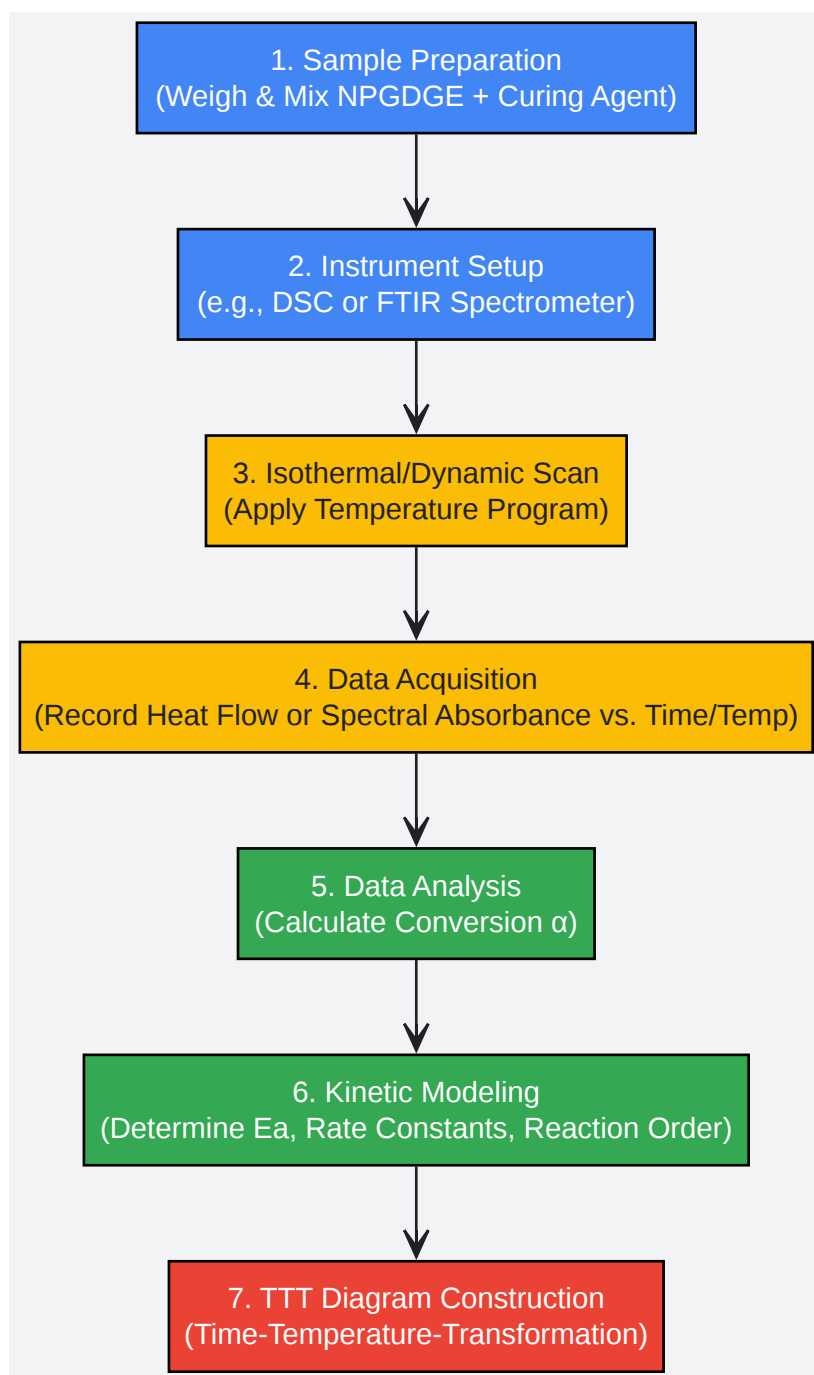 1. Sample Preparation
(Weigh & Mix NPGDGE + Curing Agent)
2. Instrument Setup
(e.g., DSC or FTIR Spectrometer)
3. Isothermal/Dynamic Scan
(Apply Temperature Program)
4. Data Acquisition
(Record Heat Flow or Spectral Absorbance vs. Time/Temp)
5. Data Analysis
(Calculate Conversion α)
6. Kinetic Modeling
(Determine Ea, Rate Constants, Reaction Order)
7. TTT Diagram Construction
(Time-Temperature-Transformation)